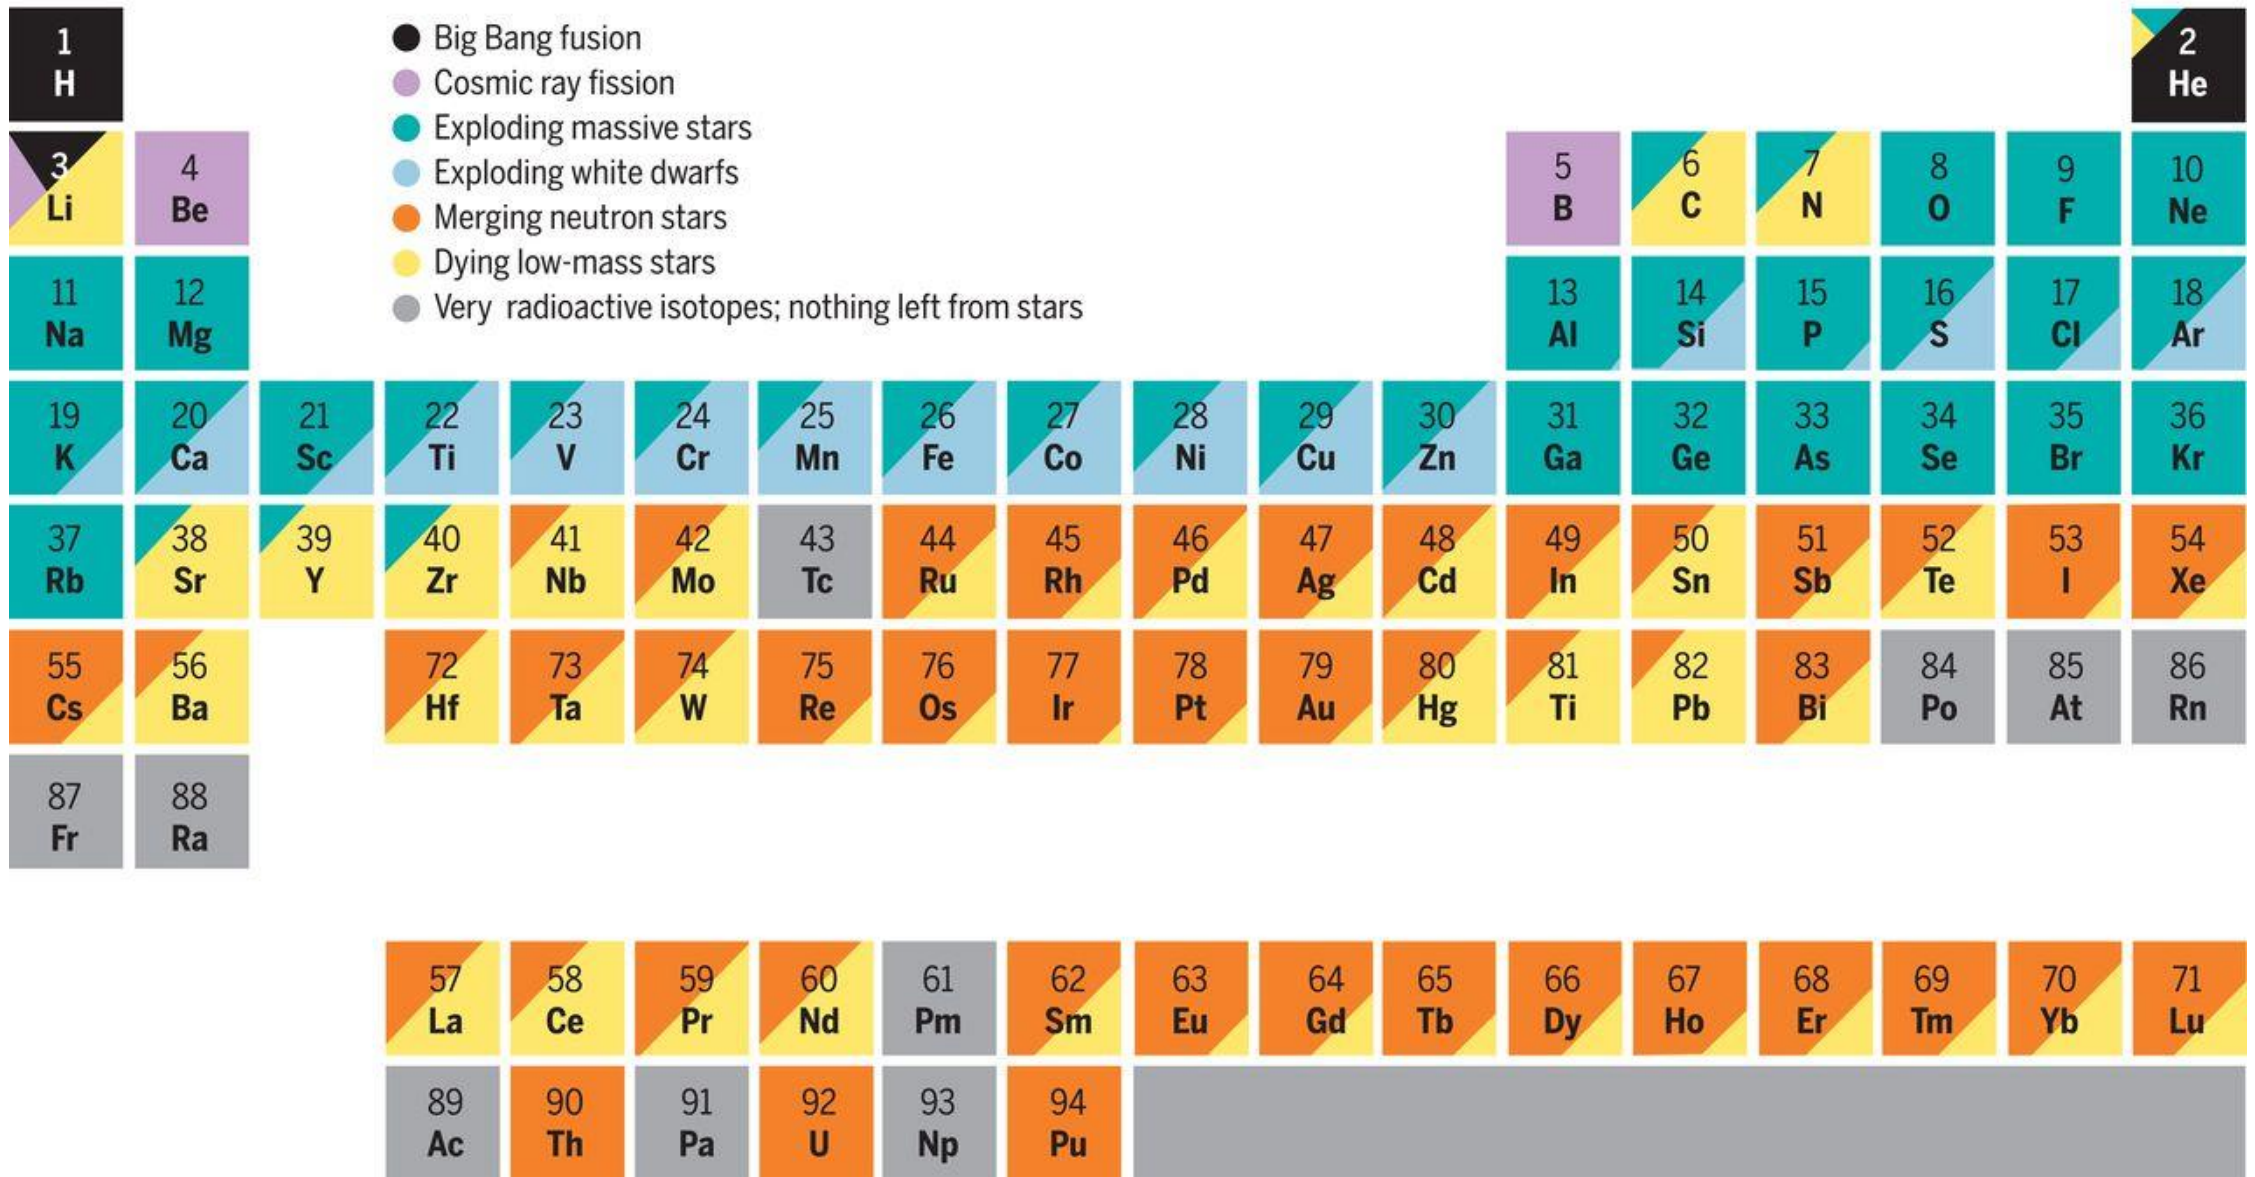 1
H
Big Bang fusion
Cosmic ray fission
Exploding massive stars
Exploding white dwarfs
Merging neutron stars
Dying low-mass stars
Very radioactive isotopes; nothing left from stars
2
He
3 4 5 6 7 8 9 10
Li Be B C N O F Ne
11 12 13 14 15 16 17 18
Na Mg Al Si P S Cl Ar
19 20 21 22 23 24 25 26 27 28 29 30 31 32 33 34 35 36
K Ca Sc Ti V Cr Mn Fe Co Ni Cu Zn Ga Ge As Se Br Kr
37 38 39 40 41 42 43 44 45 46 47 48 49 50 51 52 53 54
Rb Sr Y Zr Nb Mo Tc Ru Rh Pd Ag Cd In Sn Sb Te I Xe
55 56 72 73 74 75 76 77 78 79 80 81 82 83 84 85 86
Cs Ba Hf Ta W Re Os Ir Pt Au Hg Ti Pb Bi Po At Rn
87 88
Fr Ra
57 58 59 60 61 62 63 64 65 66 67 68 69 70 71
La Ce Pr Nd Pm Sm Eu Gd Tb Dy Ho Er Tm Yb Lu
89 90 91 92 93 94
Ac Th Pa U Np Pu